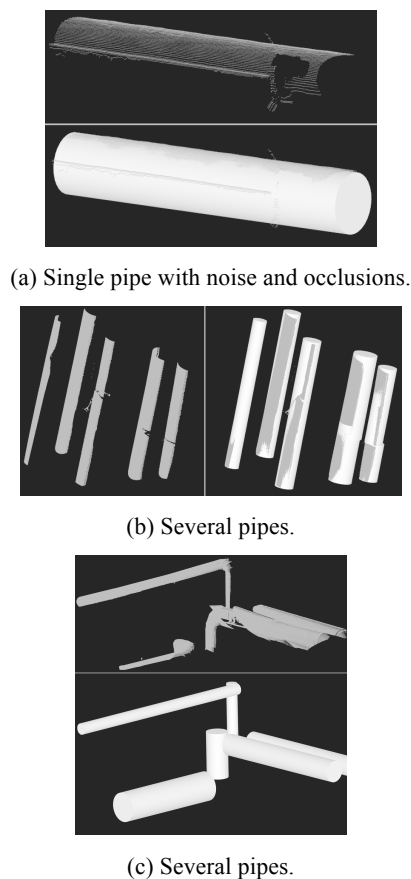 (a) Single pipe with noise and occlusions.
(b) Several pipes.
(c) Several pipes.